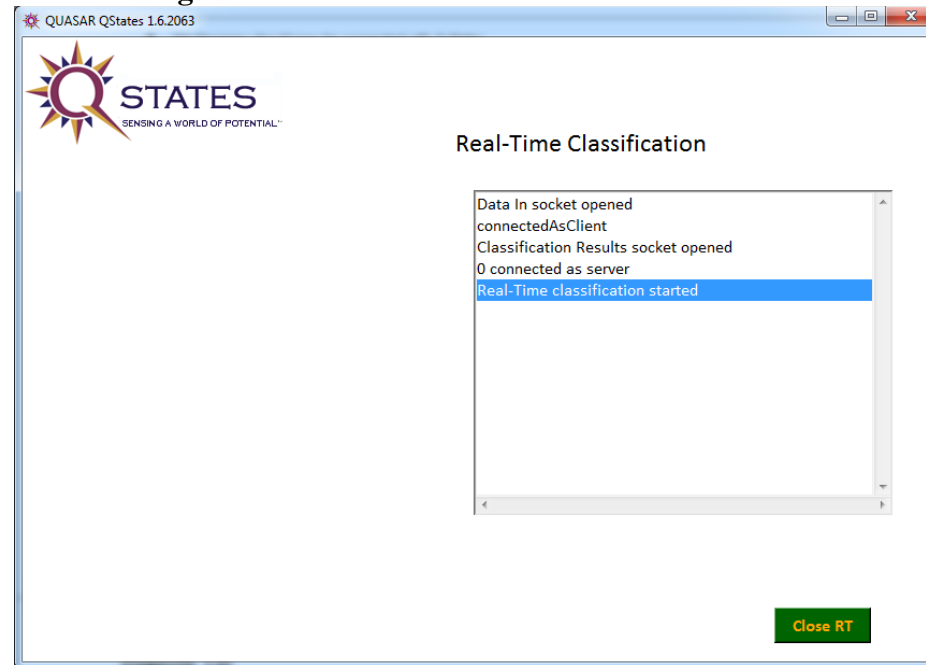 QUASAR QStates 1.6.2063
STATES
SENSING A WORLD OF POTENTIAL
Real-Time Classification
Data In socket opened
connectedAsClient
Classification Results socket opened
0 connected as server
Real-Time classification started
Close RT